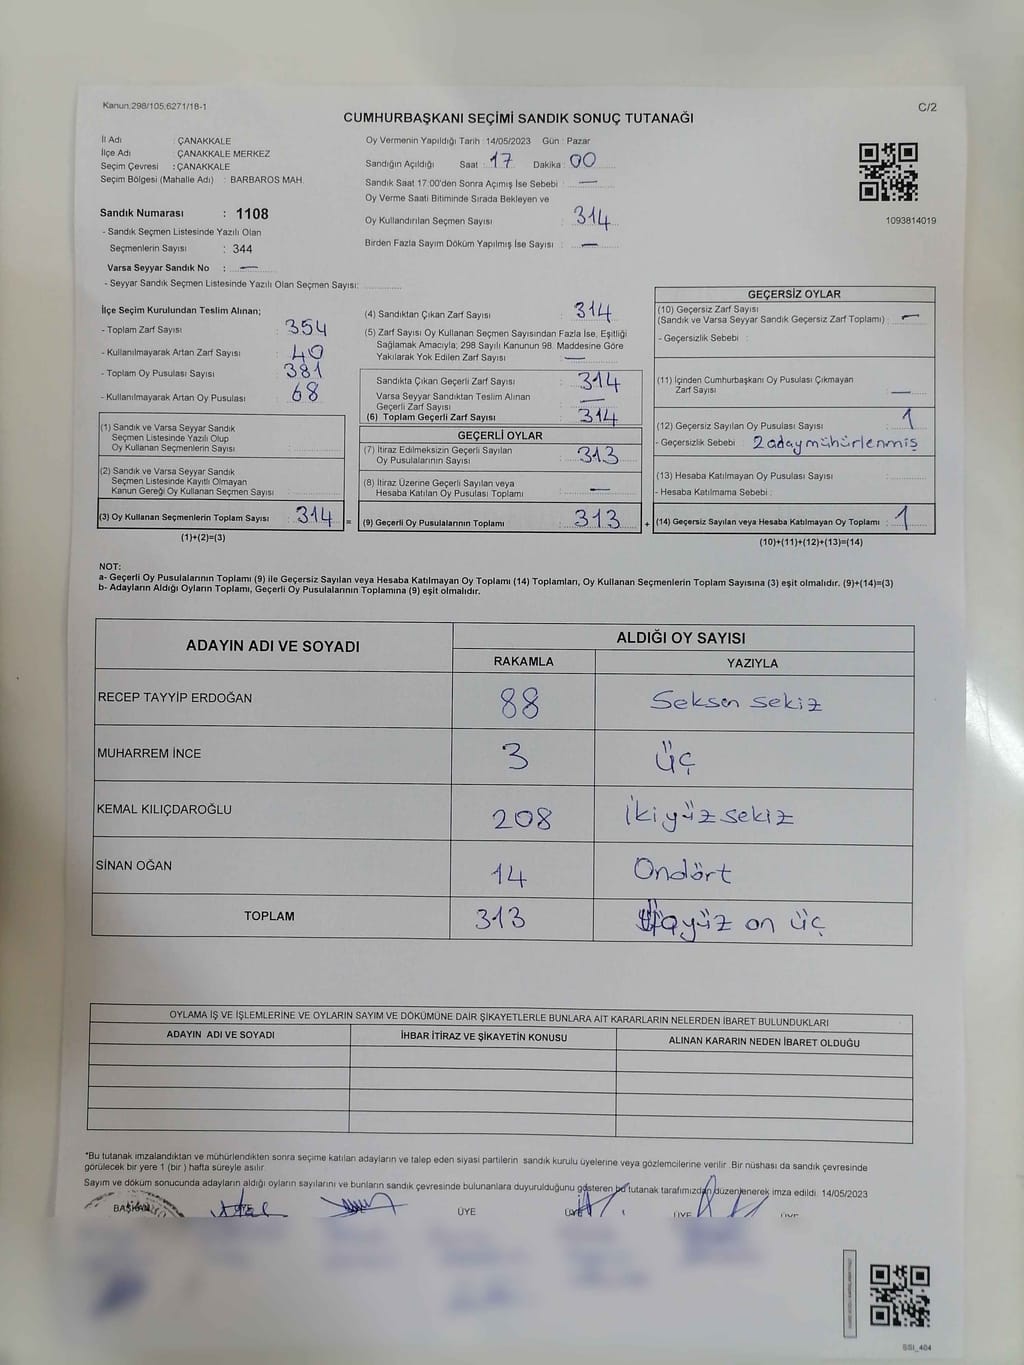 Kanun.298/105,6271/18-1
C/2
CUMHURBAŞKANI SEÇİMİ SANDIK SONUÇ TUTANAĞI
İl Adı : ÇANAKKALE
İlçe Adı : ÇANAKKALE MERKEZ
Seçim Çevresi : ÇANAKKALE
Seçim Bölgesi (Mahalle Adı) : BARBAROS MAH.
Sandık Numarası : 1108
- Sandık Seçmen Listesinde Yazılı Olan
Seçmenlerin Sayısı : 344
Varsa Seyyar Sandık No : —
- Seyyar Sandık Seçmen Listesinde Yazılı Olan Seçmen Sayısı:
Oy Vermenin Yapıldığı Tarih : 14/05/2023 Gün : Pazar
Sandığın Açıldığı Saat : 17 Dakika : 00
Sandık Saat 17:00'den Sonra Açımış İse Sebebi : —
Oy Verme Saati Bitiminde Sırada Bekleyen ve
Oy Kullandırılan Seçmen Sayısı : 314
Birden Fazla Sayım Döküm Yapılmış İse Sayısı : —
1093814019
İlçe Seçim Kurulundan Teslim Alınan;
- Toplam Zarf Sayısı : 354
- Kullanılmayarak Artan Zarf Sayısı : 40
- Toplam Oy Pusulası Sayısı : 381
- Kullanılmayarak Artan Oy Pusulası : 68
(1) Sandık ve Varsa Seyyar Sandık
Seçmen Listesinde Yazılı Olup
Oy Kullanan Seçmenlerin Sayısı :
(2) Sandık ve Varsa Seyyar Sandık
Seçmen Listesinde Kayıtlı Olmayan
Kanun Gereği Oy Kullanan Seçmen Sayısı :
(3) Oy Kullanan Seçmenlerin Toplam Sayısı : 314 =
(1)+(2)=(3)
(4) Sandıktan Çıkan Zarf Sayısı : 314
(5) Zarf Sayısı Oy Kullanan Seçmen Sayısından Fazla İse, Eşitliği
Sağlamak Amacıyla; 298 Sayılı Kanunun 98. Maddesine Göre
Yakılarak Yok Edilen Zarf Sayısı : —
Sandıkta Çıkan Geçerli Zarf Sayısı : 314
Varsa Seyyar Sandıktan Teslim Alınan
Geçerli Zarf Sayısı : —
(6) Toplam Geçerli Zarf Sayısı : 314
GEÇERLİ OYLAR
(7) İtiraz Edilmeksizin Geçerli Sayılan
Oy Pusulalarının Sayısı : 313
(8) İtiraz Üzerine Geçerli Sayılan veya
Hesaba Katılan Oy Pusulası Toplamı : —
(9) Geçerli Oy Pusulalarının Toplamı : 313 +
GEÇERSİZ OYLAR
(10) Geçersiz Zarf Sayısı
(Sandık ve Varsa Seyyar Sandık Geçersiz Zarf Toplamı) : —
- Geçersizlik Sebebi :
(11) İçinden Cumhurbaşkanı Oy Pusulası Çıkmayan
Zarf Sayısı : —
(12) Geçersiz Sayılan Oy Pusulası Sayısı : 1
- Geçersizlik Sebebi : 2 aday mühürlenmiş
(13) Hesaba Katılmayan Oy Pusulası Sayısı :
- Hesaba Katılmama Sebebi :
(14) Geçersiz Sayılan veya Hesaba Katılmayan Oy Toplamı : 1
(10)+(11)+(12)+(13)=(14)
NOT:
a- Geçerli Oy Pusulalarının Toplamı (9) ile Geçersiz Sayılan veya Hesaba Katılmayan Oy Toplamı (14) Toplamları, Oy Kullanan Seçmenlerin Toplam Sayısına (3) eşit olmalıdır. (9)+(14)=(3)
b- Adayların Aldığı Oyların Toplamı, Geçerli Oy Pusulalarının Toplamına (9) eşit olmalıdır.
ADAYIN ADI VE SOYADI
ALDIĞI OY SAYISI
RAKAMLA YAZIYLA
RECEP TAYYİP ERDOĞAN 88 Seksen sekiz
MUHARREM İNCE 3 üç
KEMAL KILIÇDAROĞLU 208 İkiyüz sekiz
SİNAN OĞAN 14 Ondört
TOPLAM 313 Üçyüz on üç
OYLAMA İŞ VE İŞLEMLERİNE VE OYLARIN SAYIM VE DÖKÜMÜNE DAİR ŞİKAYETLERLE BUNLARA AİT KARARLARIN NELERDEN İBARET BULUNDUKLARI
ADAYIN ADI VE SOYADI İHBAR İTİRAZ VE ŞİKAYETİN KONUSU ALINAN KARARIN NEDEN İBARET OLDUĞU
*Bu tutanak imzalandıktan ve mühürlendikten sonra seçime katılan adayların ve talep eden siyasi partilerin sandık kurulu üyelerine veya gözlemcilerine verilir. Bir nüshası da sandık çevresinde
görülecek bir yere 1 (bir ) hafta süreyle asılır.
Sayım ve döküm sonucunda adayların aldığı oyların sayılarını ve bunların sandık çevresinde bulunanlara duyurulduğunu gösteren bu tutanak tarafımızdan düzenlenerek imza edildi. 14/05/2023
BAŞKAN ÜYE ÜYE ÜYE ÜYE
SSI_404